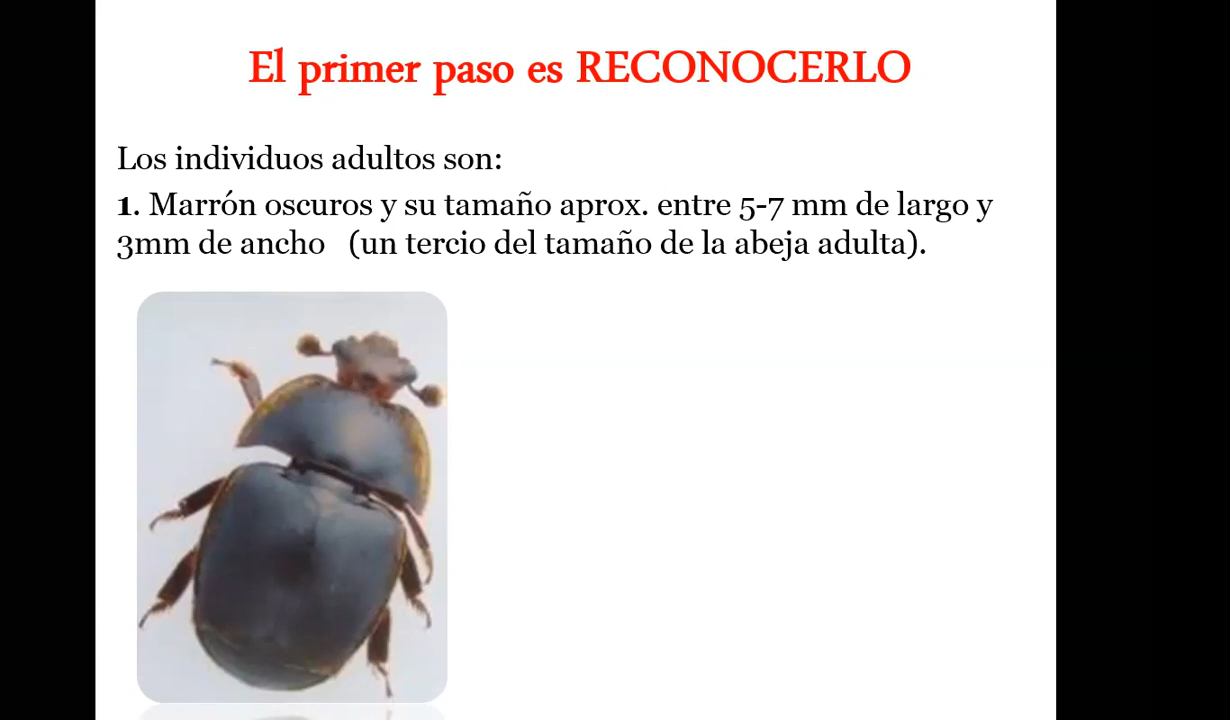 El primer paso es RECONOCERLO
Los individuos adultos son:
1. Marrón oscuros y su tamaño aprox. entre 5-7 mm de largo y
3mm de ancho (un tercio del tamaño de la abeja adulta).